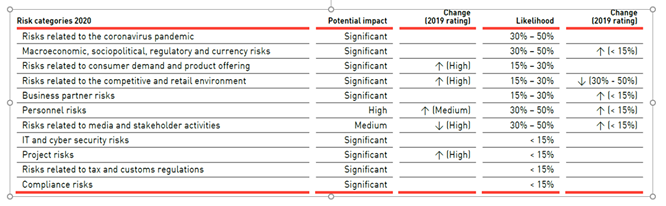 Risk categories 2020 Potential impact Change (2019 rating) Likelihood Change (2019 rating)
Risks related to the coronavirus pandemic Significant 30% – 50%
Macroeconomic, sociopolitical, regulatory and currency risks Significant 30% – 50% ↑ (< 15%)
Risks related to consumer demand and product offering Significant ↑ (High) 15% – 30%
Risks related to the competitive and retail environment Significant ↑ (High) 15% – 30% ↓ (30% - 50%)
Business partner risks Significant 15% – 30% ↑ (< 15%)
Personnel risks High ↑ (Medium) 30% – 50% ↑ (< 15%)
Risks related to media and stakeholder activities Medium ↓ (High) 30% – 50% ↑ (< 15%)
IT and cyber security risks Significant < 15%
Project risks Significant ↑ (High) < 15%
Risks related to tax and customs regulations Significant < 15%
Compliance risks Significant < 15%